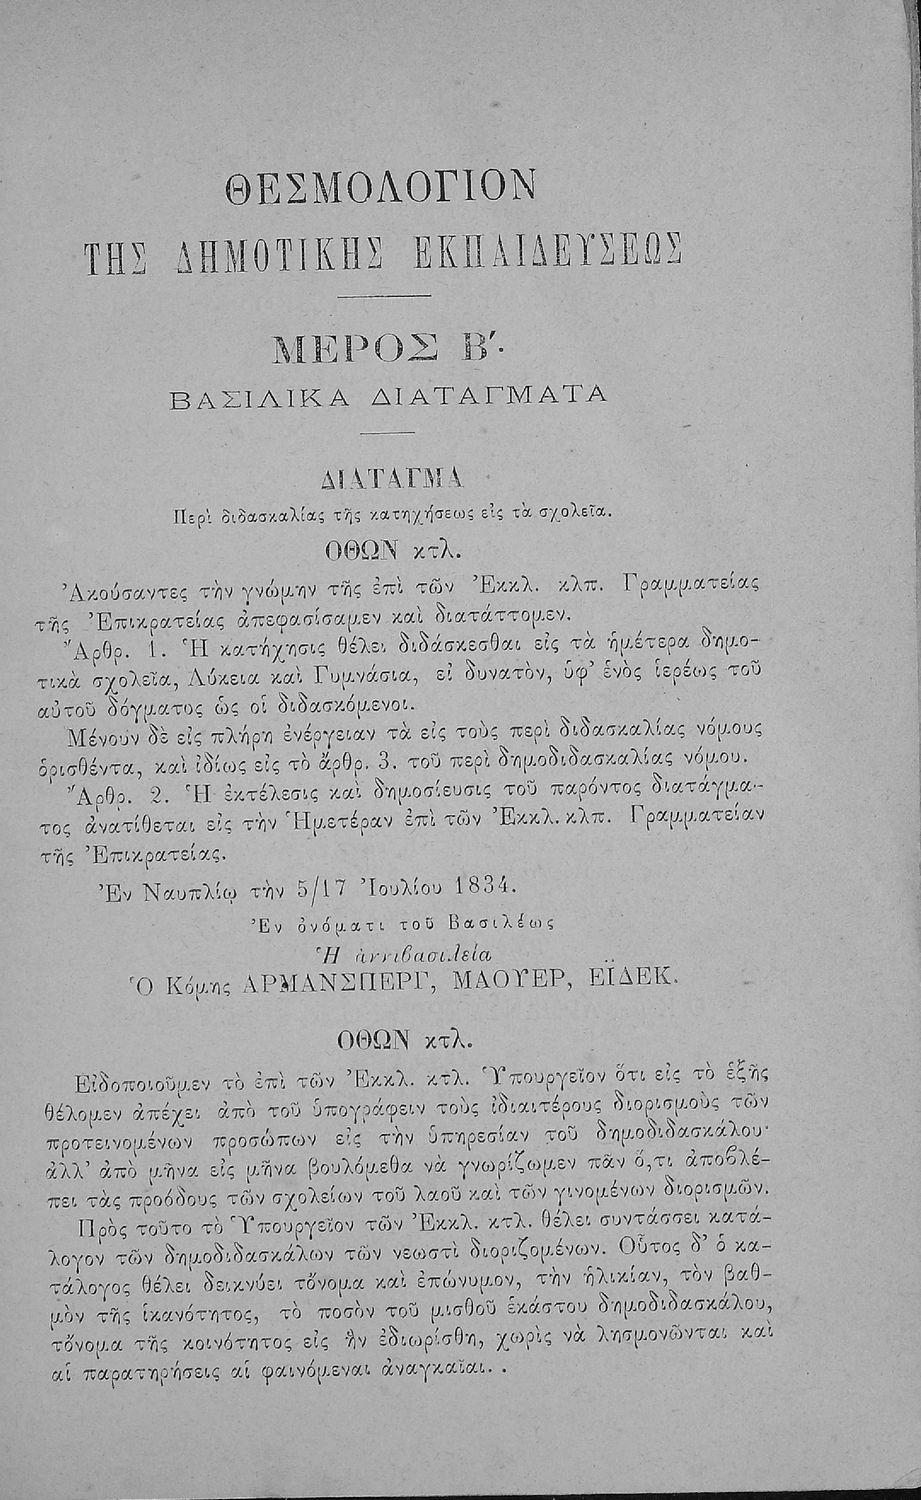 ΘΕΣΜΟΛΟΓΙΟΝ
ΤΗΣ ΔΗΜΟΤΙΚΗΣ ΕΚΠΑΙΔΕΥΣΕΩΣ
ΜΕΡΟΣ Β΄.
ΒΑΣΙΛΙΚΑ ΔΙΑΤΑΓΜΑΤΑ
ΔΙΑΤΑΓΜΑ
Περὶ διδασκαλίας τῆς κατηχήσεως εἰς τὰ σχολεῖα.
ΟΘΩΝ κτλ.
Ἀκούσαντες τὴν γνώμην τῆς ἐπὶ τῶν Ἐκκλ. κλπ. Γραμματείας
τῆς Ἐπικρατείας ἀπεφασίσαμεν καὶ διατάττομεν.
Ἄρθρ. 1. Ἡ κατήχησις θέλει διδάσκεσθαι εἰς τὰ ἡμέτερα δημο-
τικὰ σχολεῖα, Λύκεια καὶ Γυμνάσια, εἰ δυνατὸν, ὑφ’ ἑνὸς ἱερέως τοῦ
αὐτοῦ δόγματος ὡς οἱ διδασκόμενοι.
Μένουν δὲ εἰς πλήρη ἐνέργειαν τὰ εἰς τοὺς περὶ διδασκαλίας νόμους
ὁρισθέντα, καὶ ἰδίως εἰς τὸ ἄρθρ. 3. τοῦ περὶ δημοδιδασκαλίας νόμου.
Ἄρθρ. 2. Ἡ ἐκτέλεσις καὶ δημοσίευσις τοῦ παρόντος διατάγμα-
τος ἀνατίθεται εἰς τὴν Ἡμετέραν ἐπὶ τῶν Ἐκκλ. κλπ. Γραμματείαν
τῆς Ἐπικρατείας.
Ἐν Ναυπλίῳ τὴν 5/17 Ἰουλίου 1834.
Ἐν ὀνόματι τοῦ Βασιλέως
Ἡ ἀντιβασιλεία
Ὁ Κόμης ΑΡΜΑΝΣΠΕΡΓ, ΜΑΟΥΕΡ, ΕΪΔΕΚ.
ΟΘΩΝ κτλ.
Εἰδοποιοῦμεν τὸ ἐπὶ τῶν Ἐκκλ. κτλ. Ὑπουργεῖον ὅτι εἰς τὸ ἑξῆς
θέλομεν ἀπέχει ἀπὸ τοῦ ὑπογράφειν τοὺς ἰδιαιτέρους διορισμοὺς τῶν
προτεινομένων προσώπων εἰς τὴν ὑπηρεσίαν τοῦ δημοδιδασκάλου·
ἀλλ’ ἀπὸ μῆνα εἰς μῆνα βουλόμεθα νὰ γνωρίζωμεν πᾶν ὅ,τι ἀποβλέ-
πει τὰς προόδους τῶν σχολείων τοῦ λαοῦ καὶ τῶν γινομένων διορισμῶν.
Πρὸς τοῦτο τὸ Ὑπουργεῖον τῶν Ἐκκλ. κτλ. θέλει συντάσσει κατά-
λογον τῶν δημοδιδασκάλων τῶν νεωστὶ διοριζομένων. Οὗτος δ’ ὁ κα-
τάλογος θέλει δεικνύει τὄνομα καὶ ἐπώνυμον, τὴν ἡλικίαν, τὸν βαθ-
μὸν τῆς ἱκανότητος, τὸ ποσὸν τοῦ μισθοῦ ἑκάστου δημοδιδασκάλου,
τὄνομα τῆς κοινότητος εἰς ἣν ἐδιωρίσθη, χωρὶς νὰ λησμονῶνται καὶ
αἱ παρατηρήσεις αἱ φαινόμεναι ἀναγκαῖαι. .